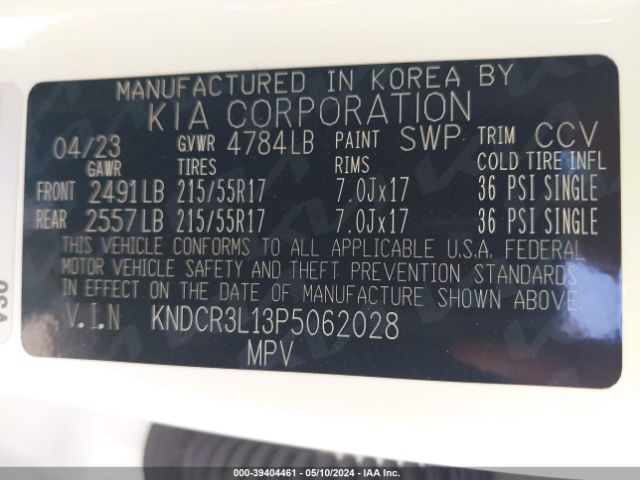 MANUFACTURED IN KOREA BY
KIA CORPORATION
04/23 GVWR 4784LB PAINT SWP TRIM CCV
GAWR TIRES RIMS COLD TIRE INFL
FRONT 2491LB 215/55R17 7.0Jx17 36 PSI SINGLE
REAR 2557LB 215/55R17 7.0Jx17 36 PSI SINGLE
THIS VEHICLE CONFORMS TO ALL APPLICABLE U.S.A. FEDERAL
MOTOR VEHICLE SAFETY AND THEFT PREVENTION STANDARDS
IN EFFECT ON THE DATE OF MANUFACTURE SHOWN ABOVE.
V.I.N KNDCR3L13P5062028
MPV
000-39404461 - 05/10/2024 - IAA Inc.